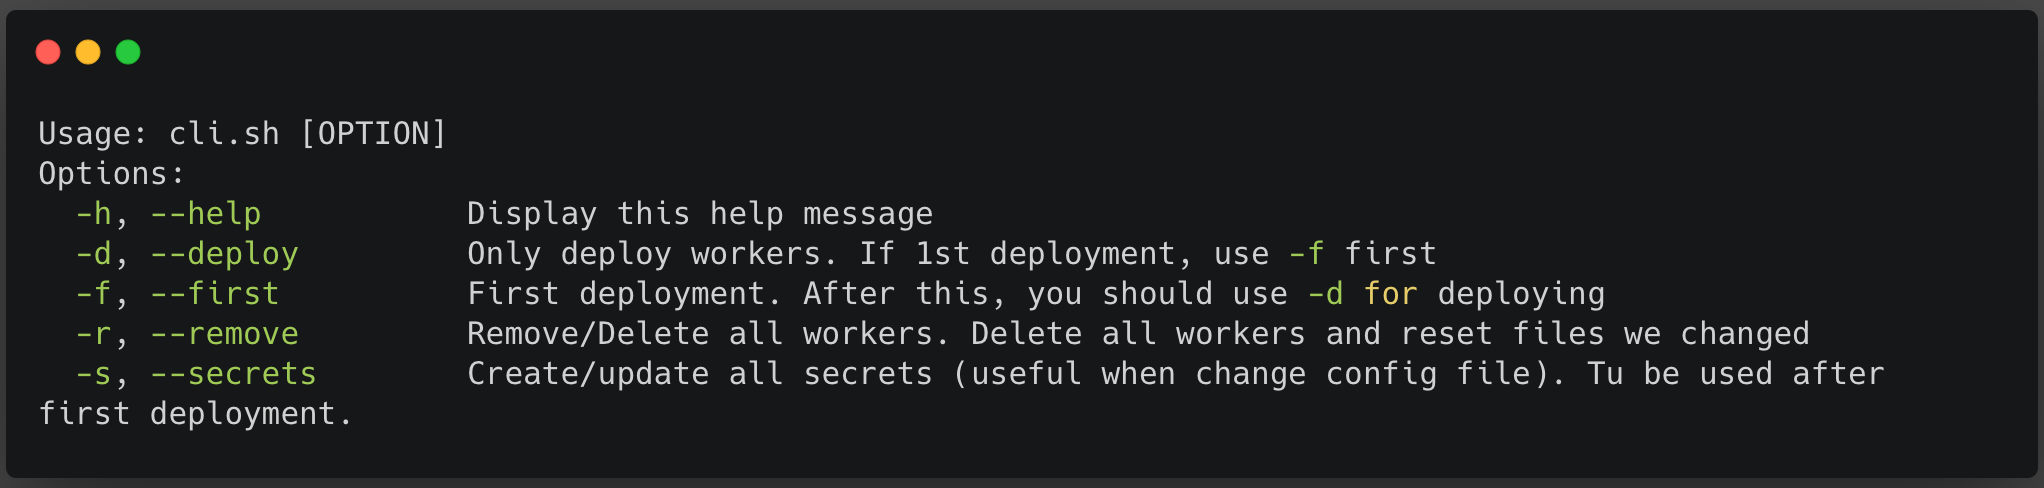 Usage: cli.sh [OPTION]
Options:
  -h, --help           Display this help message
  -d, --deploy         Only deploy workers. If 1st deployment, use -f first
  -f, --first          First deployment. After this, you should use -d for deploying
  -r, --remove         Remove/Delete all workers. Delete all workers and reset files we changed
  -s, --secrets        Create/update all secrets (useful when change config file). Tu be used after
first deployment.